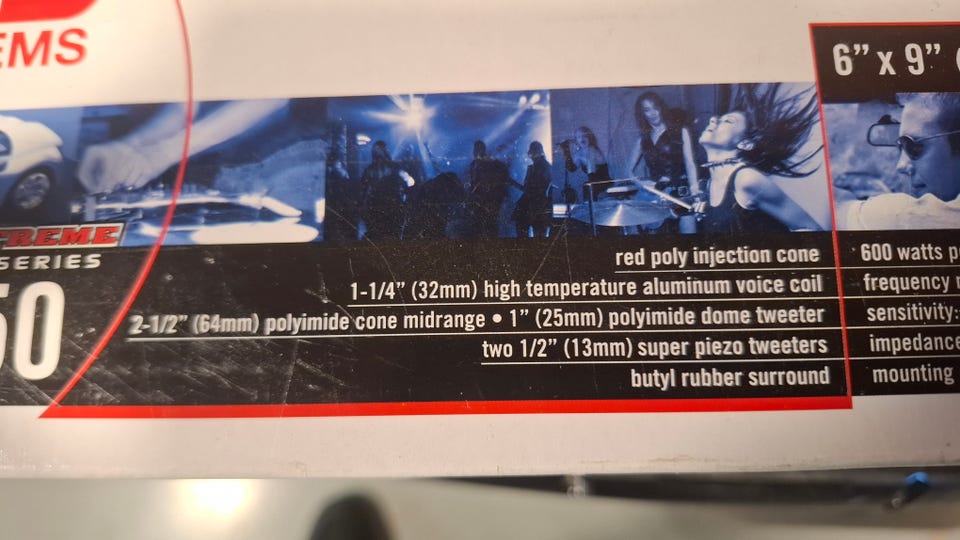 EMS
6” x 9” (
REME
SERIES
50
red poly injection cone
1-1/4” (32mm) high temperature aluminum voice coil
2-1/2” (64mm) polyimide cone midrange • 1” (25mm) polyimide dome tweeter
two 1/2” (13mm) super piezo tweeters
butyl rubber surround
600 watts
frequency
sensitivity:
impedance
mounting